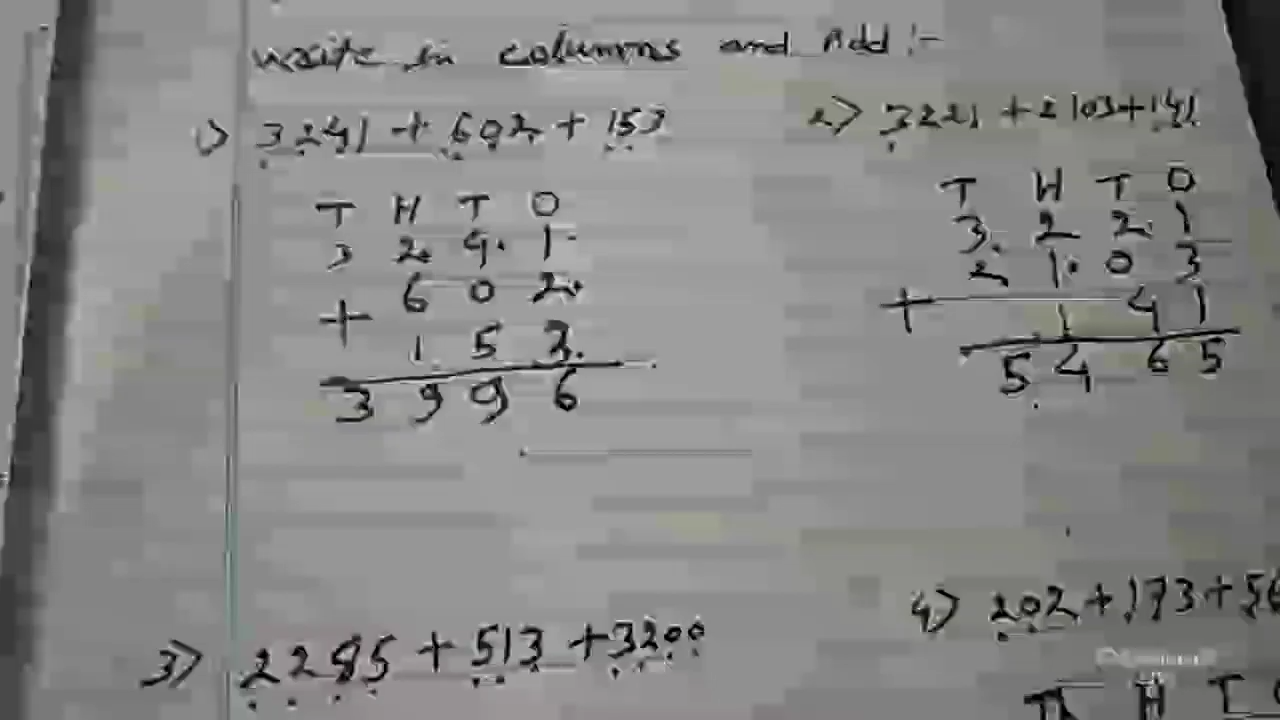 write in columns and Add :-
1) 3241 + 602 + 153
T H T O
3 2 4 1
6 0 2
+
1 5 3
3 9 9 6
2) 3221 + 2103 + 141
T H T O
3 2 2 1
2 1 0 3
+
1 4 1
5 4 6 5
3) 2285 + 513 + 3200
4) 202 + 173 + 56
Th H T